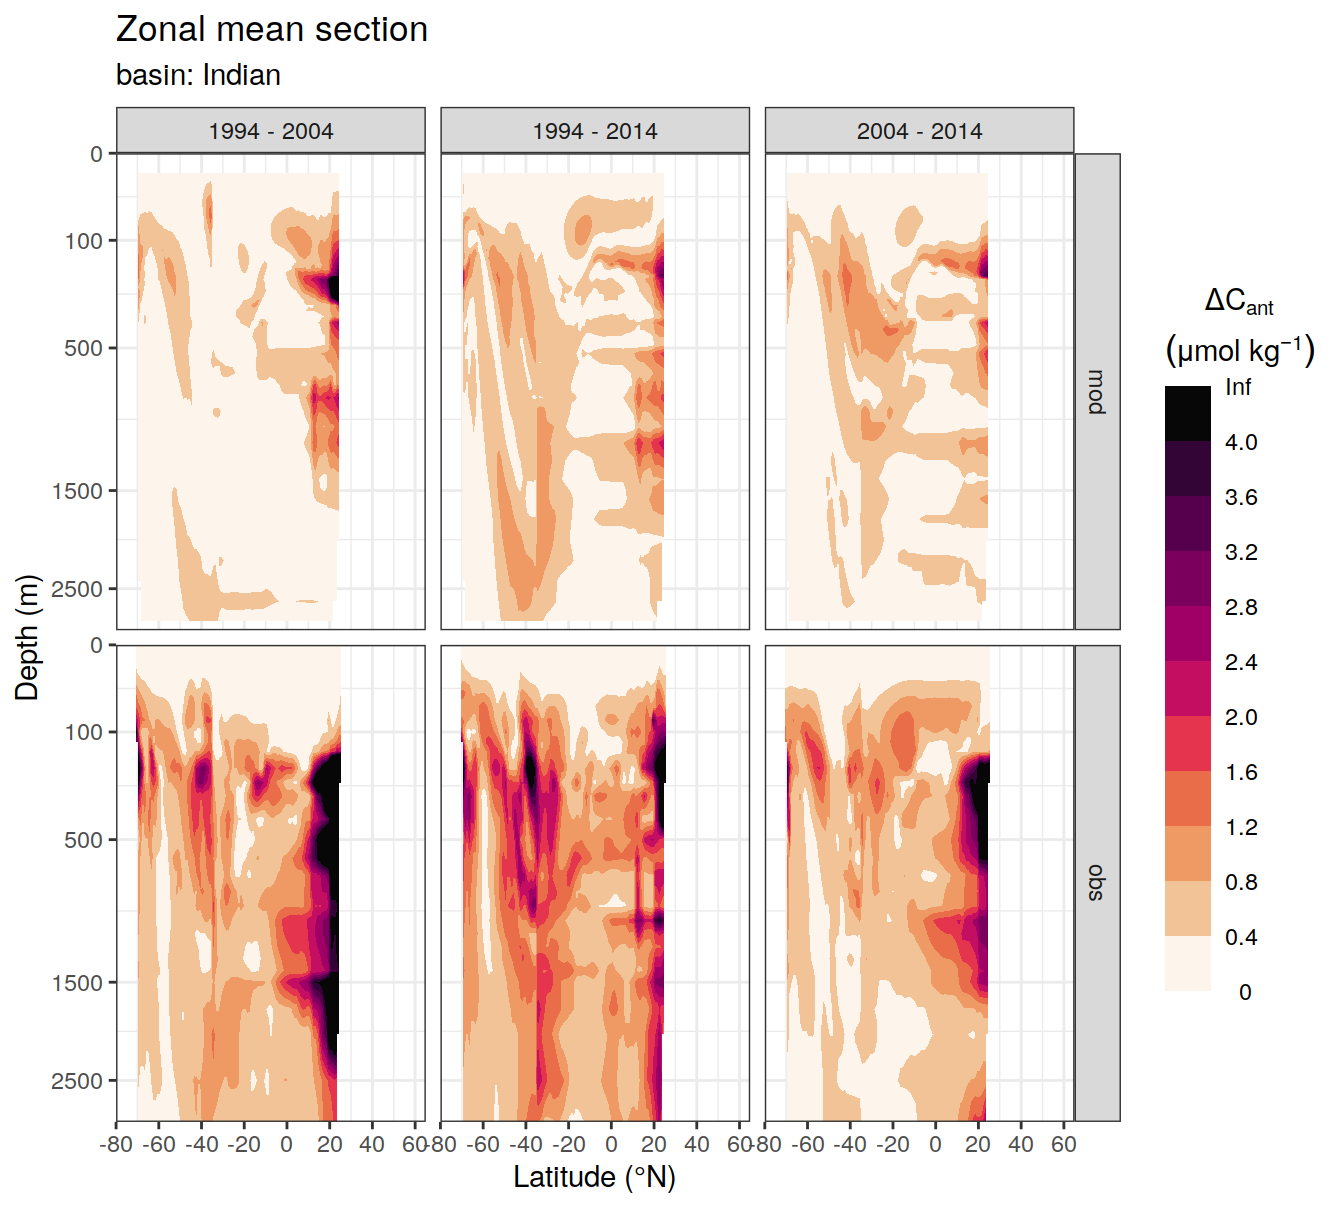 Zonal mean section
basin: Indian
1994 - 2004
1994 - 2014
2004 - 2014
0
100
500
1500
2500
mod
0
100
500
1500
2500
obs
Depth (m)
-80 -60 -40 -20 0 20 40 60
-80 -60 -40 -20 0 20 40 60
-80 -60 -40 -20 0 20 40 60
Latitude (°N)
ΔCant
(μmol kg⁻¹)
Inf
4.0
3.6
3.2
2.8
2.4
2.0
1.6
1.2
0.8
0.4
0